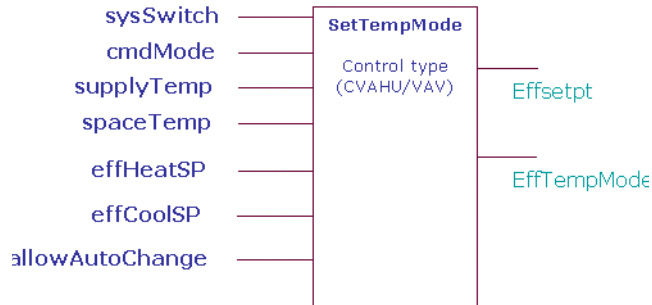 sysSwitch
cmdMode
supplyTemp
spaceTemp
effHeatSP
effCoolSP
allowAutoChange
SetTempMode
Control type
(CVAHU/VAV)
Effsetpt
EffTempMode